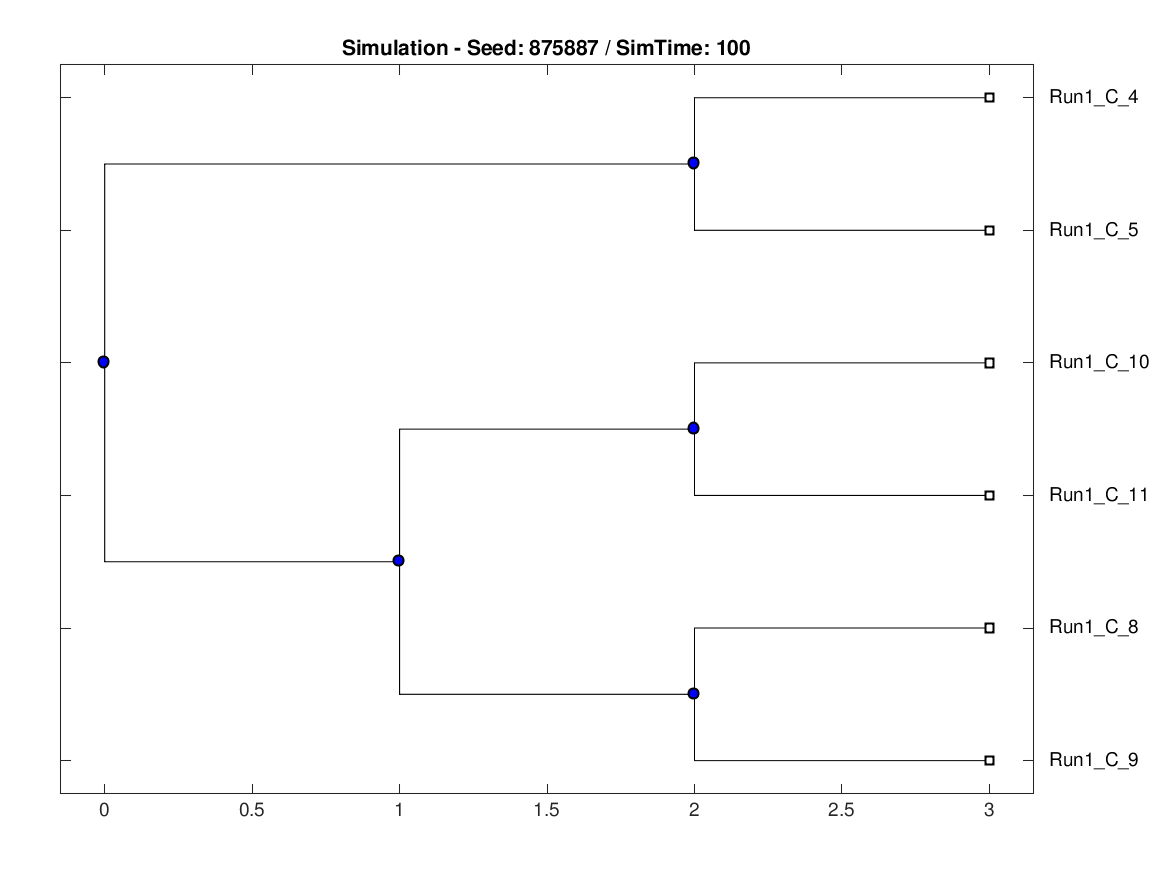 Simulation - Seed: 875887 / SimTime: 100
Run1_C_4
Run1_C_5
Run1_C_10
Run1_C_11
Run1_C_8
Run1_C_9
0 0.5 1 1.5 2 2.5 3